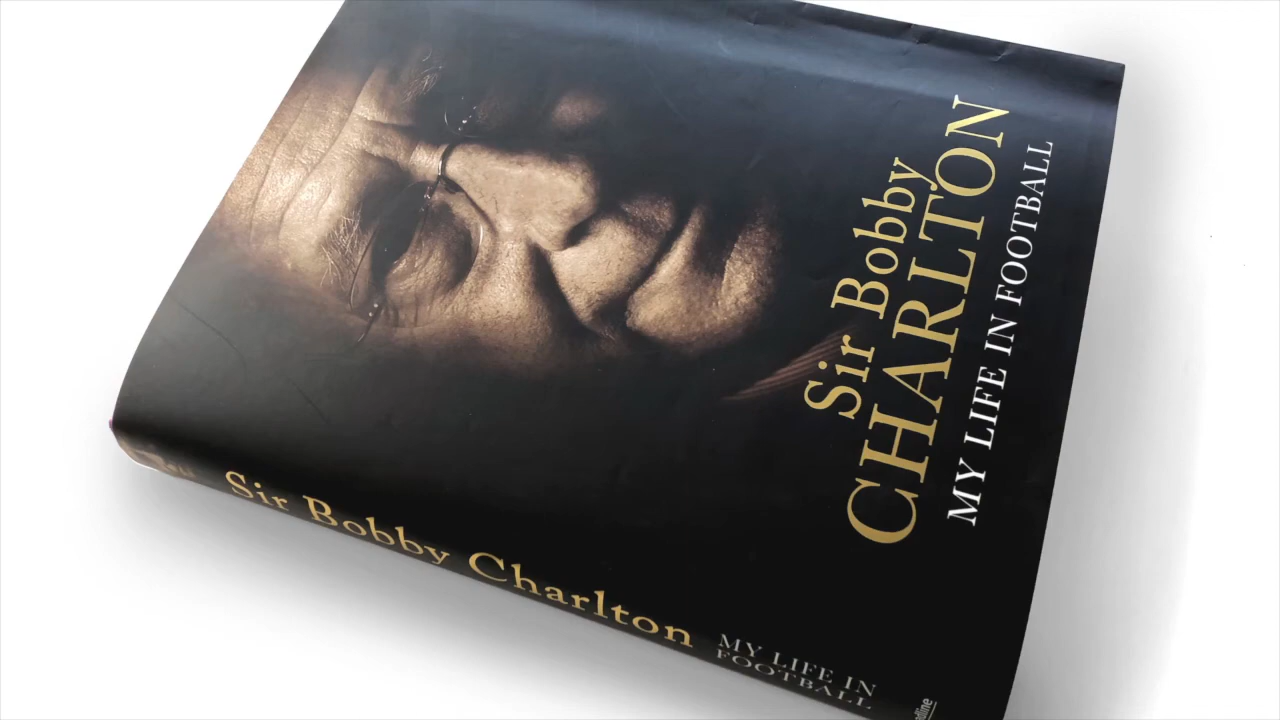 Sir Bobby
CHARLTON
MY LIFE IN FOOTBALL
Sir Bobby Charlton
MY LIFE IN
FOOTBALL